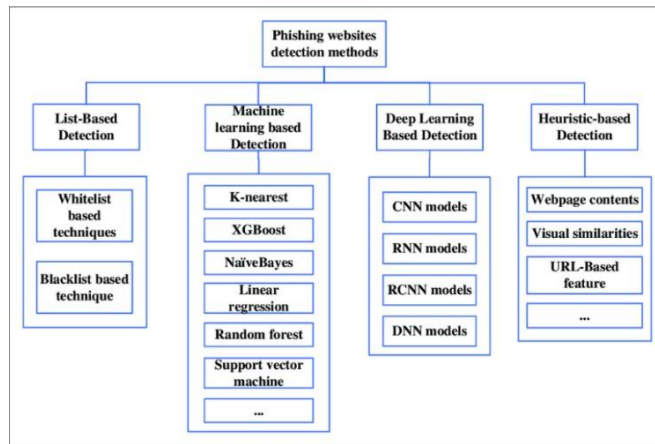 Phishing websites
detection methods
List-Based
Detection
Machine
learning based
Detection
Deep Learning
Based Detection
Heuristic-based
Detection
Whitelist
based
techniques
Blacklist based
technique
K-nearest
XGBoost
NaïveBayes
Linear
regression
Random forest
Support vector
machine
...
CNN models
RNN models
RCNN models
DNN models
Webpage contents
Visual similarities
URL-Based
feature
...